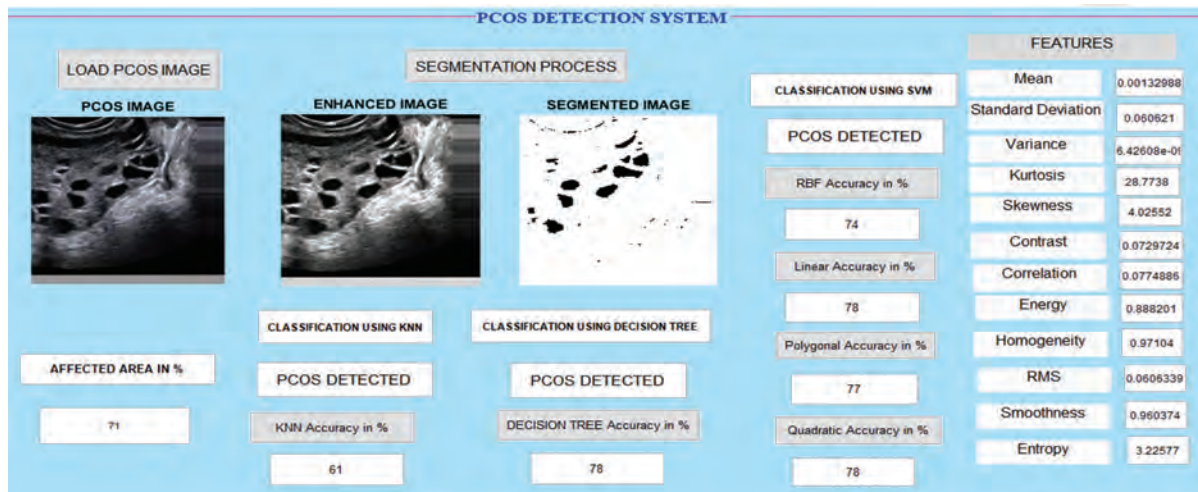 PCOS DETECTION SYSTEM
LOAD PCOS IMAGE
SEGMENTATION PROCESS
PCOS IMAGE
ENHANCED IMAGE
SEGMENTED IMAGE
AFFECTED AREA IN %
71
CLASSIFICATION USING KNN
PCOS DETECTED
KNN Accuracy in %
61
CLASSIFICATION USING DECISION TREE
PCOS DETECTED
DECISION TREE Accuracy in %
78
CLASSIFICATION USING SVM
PCOS DETECTED
RBF Accuracy in %
74
Linear Accuracy in %
78
Polygonal Accuracy in %
77
Quadratic Accuracy in %
78
FEATURES
Mean 0.00132988
Standard Deviation 0.060621
Variance
Kurtosis 28.7738
Skewness 4.02552
Contrast 0.0729724
Correlation 0.0774886
Energy 0.888201
Homogeneity 0.97104
RMS 0.0606339
Smoothness 0.960374
Entropy 3.22577